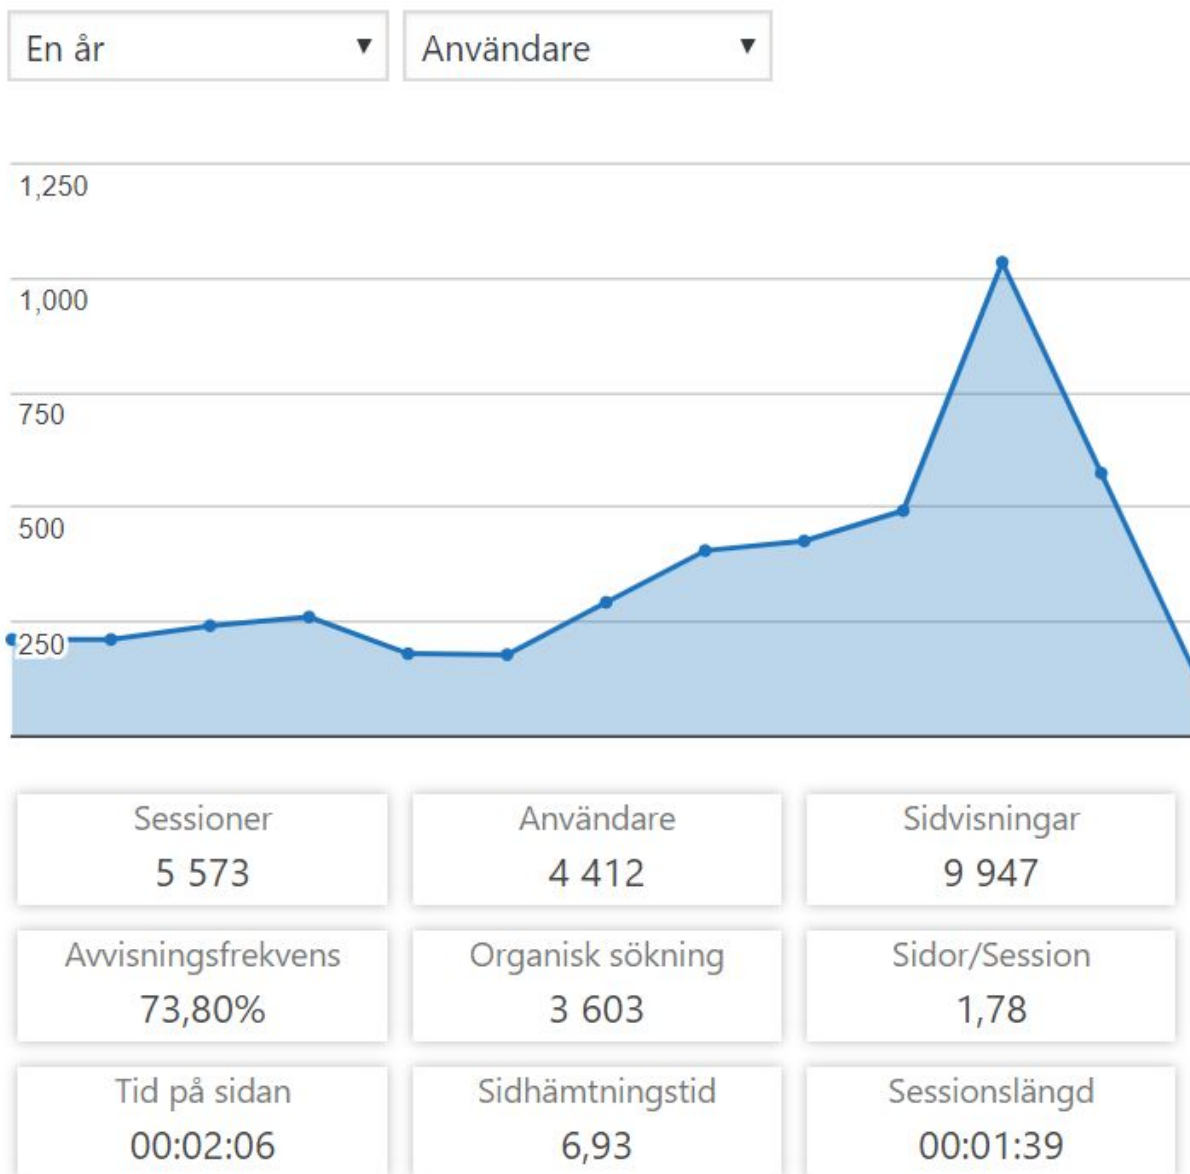 En år ▼ Användare ▼
1,250
1,000
750
500
250
Sessioner Användare Sidvisningar
5 573 4 412 9 947
Avvisningsfrekvens Organisk sökning Sidor/Session
73,80% 3 603 1,78
Tid på sidan Sidhämtningstid Sessionslängd
00:02:06 6,93 00:01:39